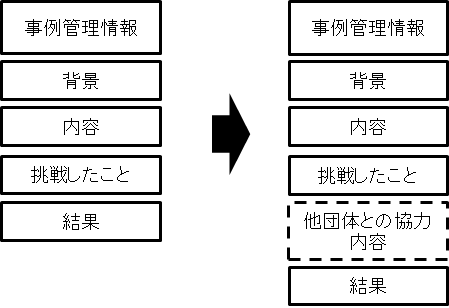 事例管理情報
背景
内容
挑戦したこと
結果
事例管理情報
背景
内容
挑戦したこと
他団体との協力
内容
結果